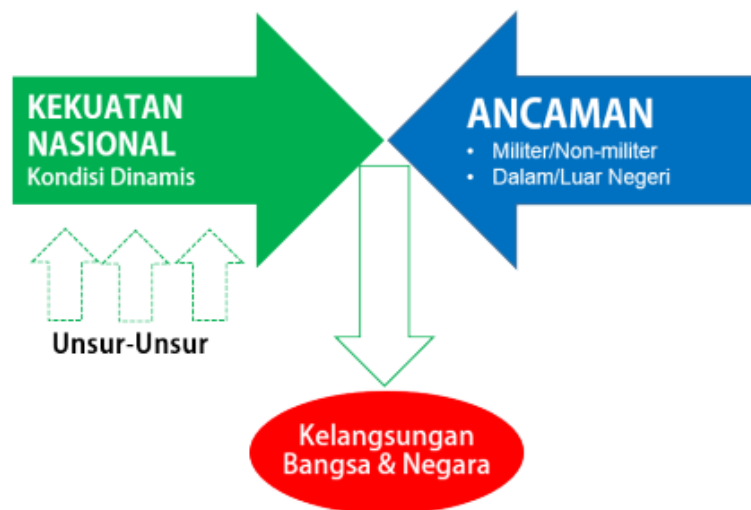 KEKUATAN
NASIONAL
Kondisi Dinamis
ANCAMAN
• Militer/Non-militer
• Dalam/Luar Negeri
Unsur-Unsur
Kelangsungan
Bangsa & Negara